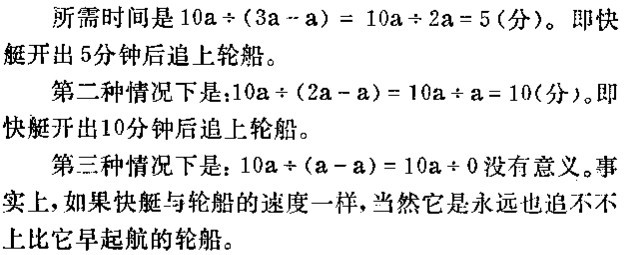 所需时间是 10a÷(3a-a) = 10a÷2a=5(分)。即快
艇开出5分钟后追上轮船。
第二种情况下是:10a÷(2a-a)=10a÷a=10(分)。即
快艇开出10分钟后追上轮船。
第三种情况下是: 10a÷(a-a)=10a÷0没有意义。事
实上,如果快艇与轮船的速度一样,当然它是永远也追不不
上比它早起航的轮船。